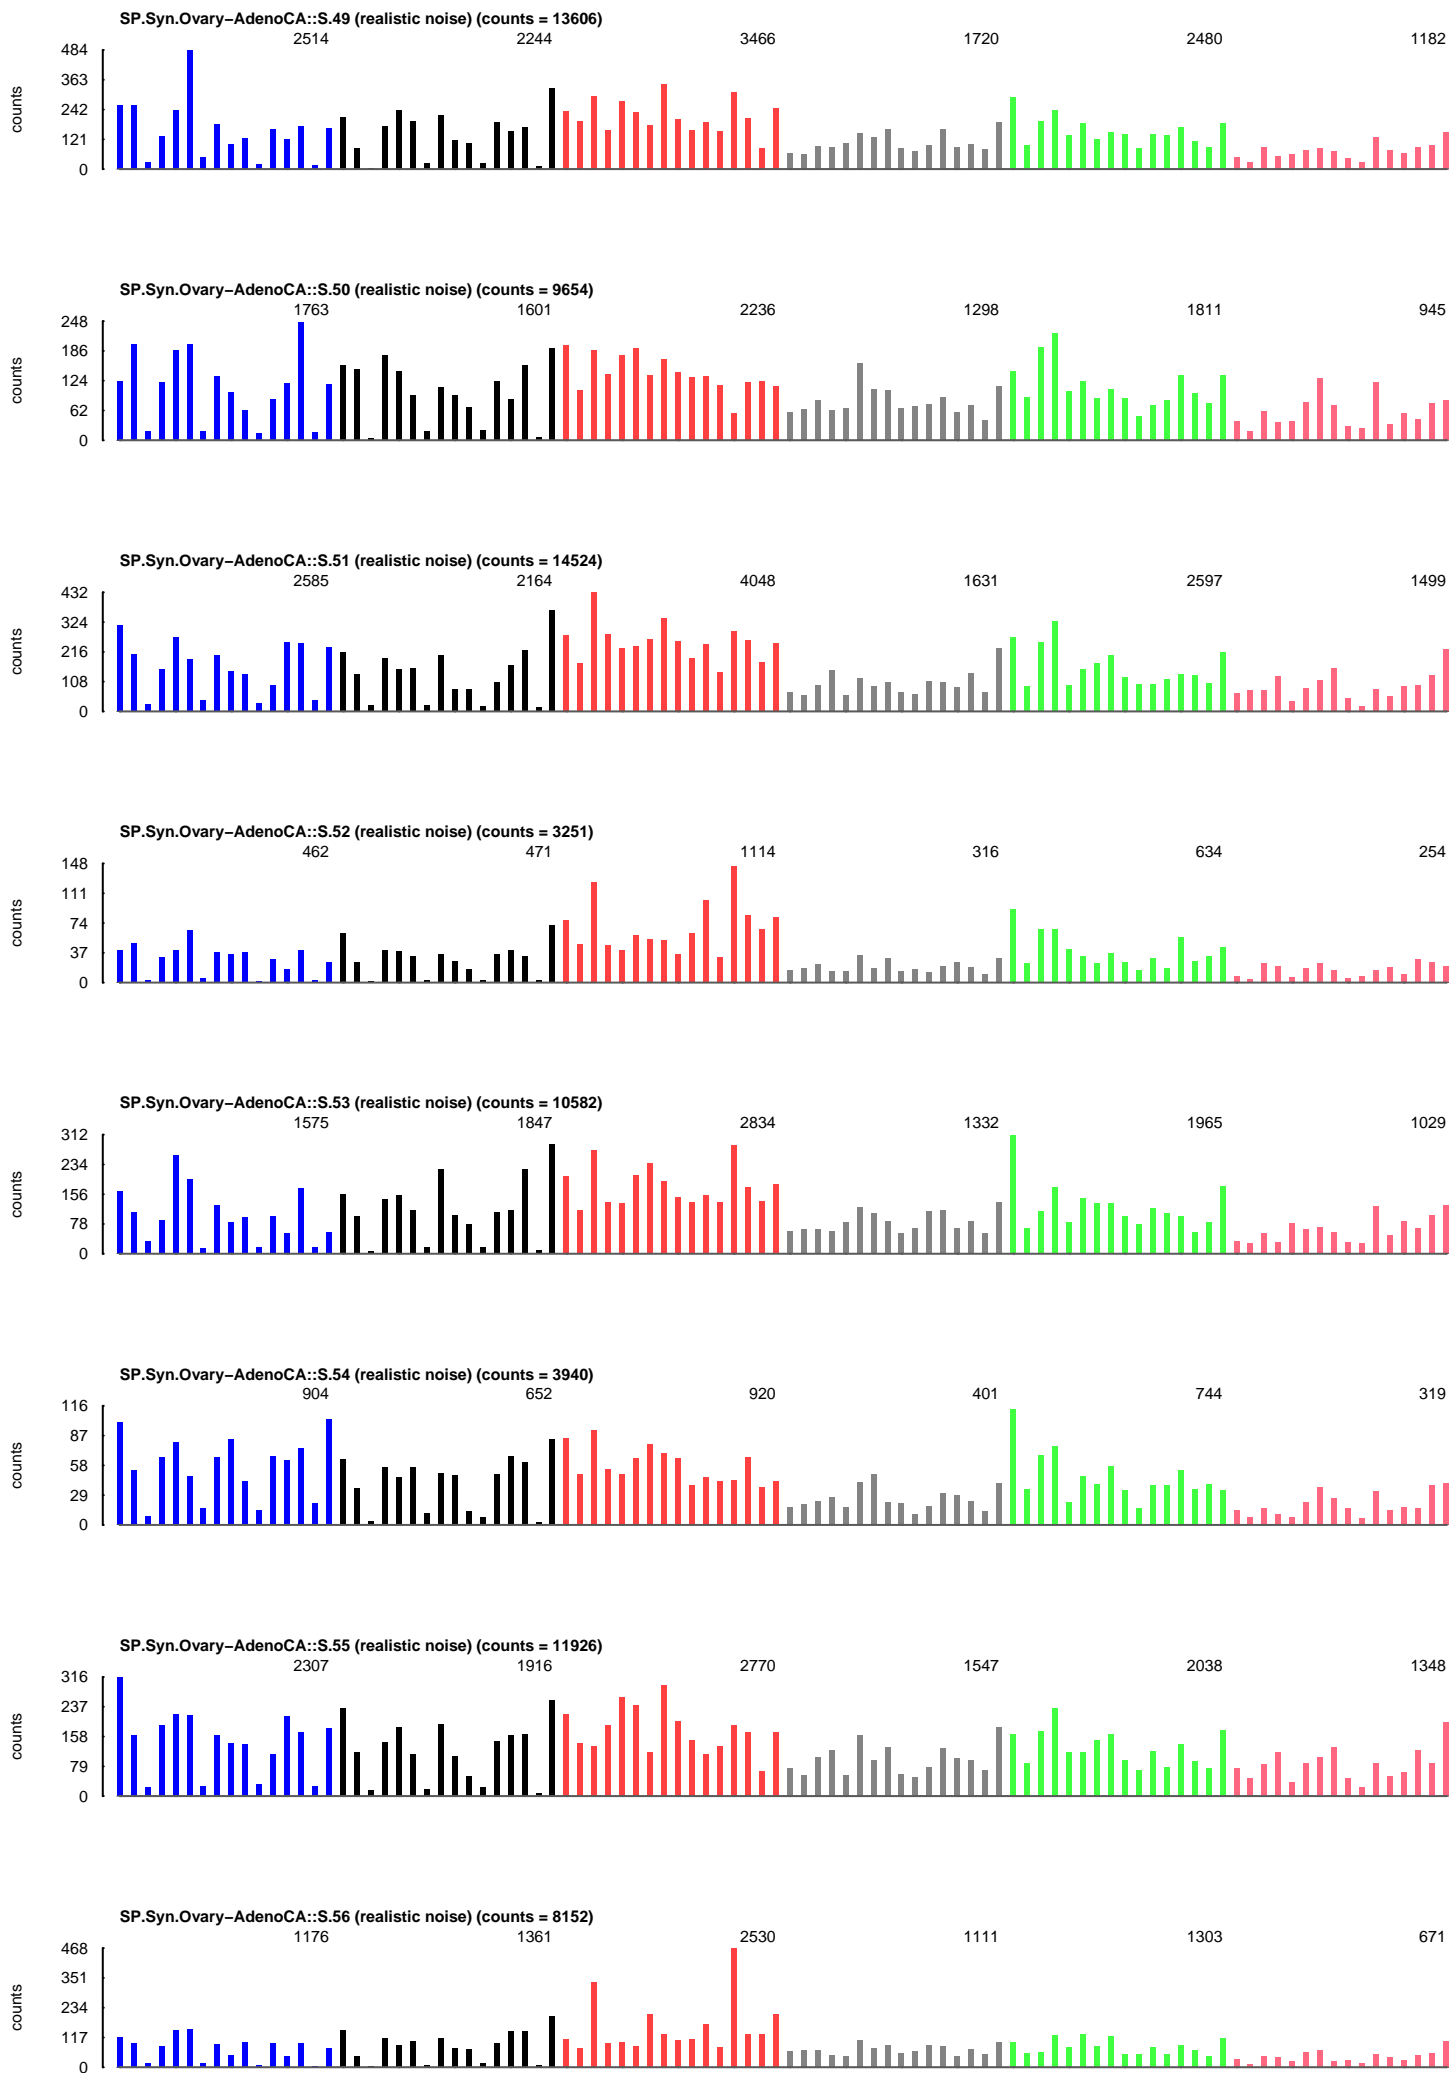 SP.Syn.Ovary−AdenoCA::S.49 (realistic noise) (counts = 13606)
2514 2244 3466 1720 2480 1182
484
363
242
121
0
counts
SP.Syn.Ovary−AdenoCA::S.50 (realistic noise) (counts = 9654)
1763 1601 2236 1298 1811 945
248
186
124
62
0
counts
SP.Syn.Ovary−AdenoCA::S.51 (realistic noise) (counts = 14524)
2585 2164 4048 1631 2597 1499
432
324
216
108
0
counts
SP.Syn.Ovary−AdenoCA::S.52 (realistic noise) (counts = 3251)
462 471 1114 316 634 254
148
111
74
37
0
counts
SP.Syn.Ovary−AdenoCA::S.53 (realistic noise) (counts = 10582)
1575 1847 2834 1332 1965 1029
312
234
156
78
0
counts
SP.Syn.Ovary−AdenoCA::S.54 (realistic noise) (counts = 3940)
904 652 920 401 744 319
116
87
58
29
0
counts
SP.Syn.Ovary−AdenoCA::S.55 (realistic noise) (counts = 11926)
2307 1916 2770 1547 2038 1348
316
237
158
79
0
counts
SP.Syn.Ovary−AdenoCA::S.56 (realistic noise) (counts = 8152)
1176 1361 2530 1111 1303 671
468
351
234
117
0
counts